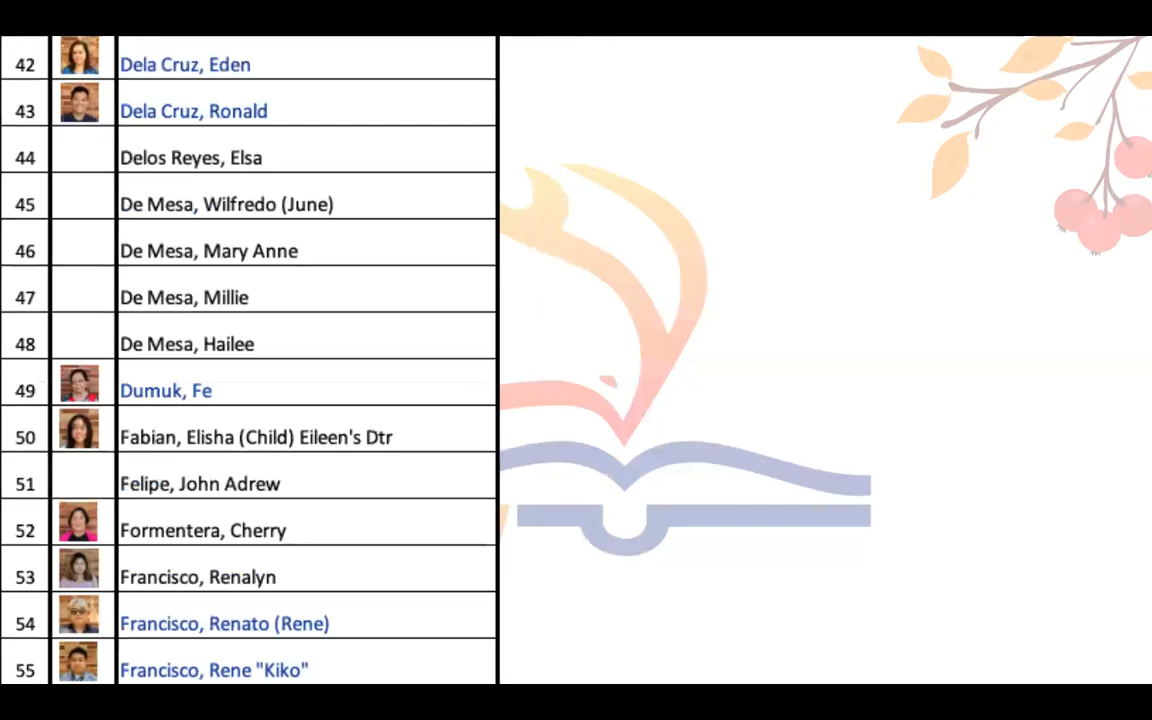 42 Dela Cruz, Eden
43 Dela Cruz, Ronald
44 Delos Reyes, Elsa
45 De Mesa, Wilfredo (June)
46 De Mesa, Mary Anne
47 De Mesa, Millie
48 De Mesa, Hailee
49 Dumuk, Fe
50 Fabian, Elisha (Child) Eileen's Dtr
51 Felipe, John Adrew
52 Formentera, Cherry
53 Francisco, Renalyn
54 Francisco, Renato (Rene)
55 Francisco, Rene "Kiko"